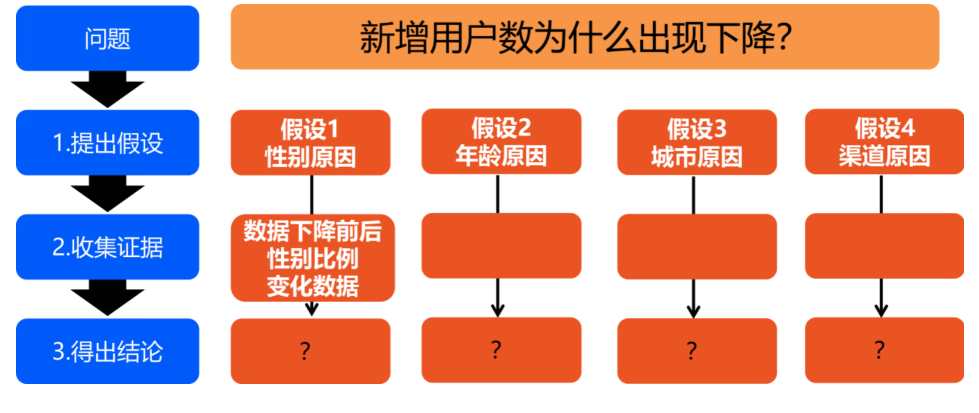 问题
新增用户数为什么出现下降?
1.提出假设
假设1
性别原因
假设2
年龄原因
假设3
城市原因
假设4
渠道原因
2.收集证据
数据下降前后
性别比例
变化数据
3.得出结论
?
?
?
?